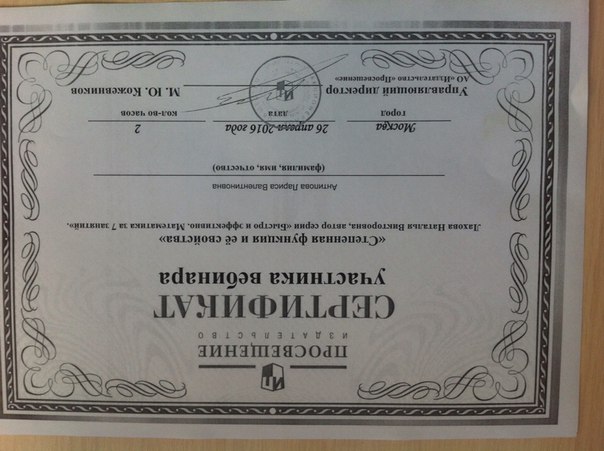 ПРОСВЕЩЕНИЕ
ИЗДАТЕЛЬСТВО
СЕРТИФИКАТ
участника вебинара
«Степенная функция и её свойства»
Лахова Наталья Викторовна, автор серии «Быстро и эффективно. Математика за 7 занятий».
Антипова Лариса Валентиновна
(фамилия, имя, отчество)
Москва 26 апреля 2016 года 2
город дата кол-во часов
Управляющий директор М. Ю. Кожевников
АО «Издательство «Просвещение»